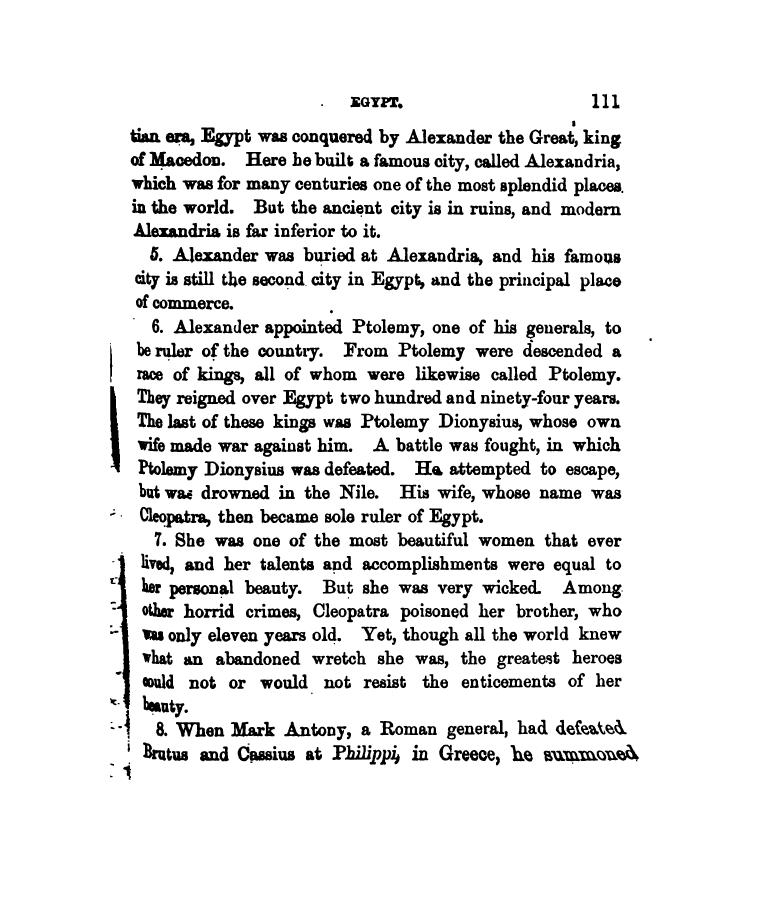 EGYPT. 111
tian era, Egypt was conquered by Alexander the Great, king
of Macedon. Here he built a famous city, called Alexandria,
which was for many centuries one of the most splendid places
in the world. But the ancient city is in ruins, and modern
Alexandria is far inferior to it.
5. Alexander was buried at Alexandria, and his famous
city is still the second city in Egypt, and the principal place
of commerce.
6. Alexander appointed Ptolemy, one of his generals, to
be ruler of the country. From Ptolemy were descended a
race of kings, all of whom were likewise called Ptolemy.
They reigned over Egypt two hundred and ninety-four years.
The last of these kings was Ptolemy Dionysius, whose own
wife made war against him. A battle was fought, in which
Ptolemy Dionysius was defeated. He attempted to escape,
but was drowned in the Nile. His wife, whose name was
Cleopatra, then became sole ruler of Egypt.
7. She was one of the most beautiful women that ever
lived, and her talents and accomplishments were equal to
her personal beauty. But she was very wicked. Among
other horrid crimes, Cleopatra poisoned her brother, who
was only eleven years old. Yet, though all the world knew
what an abandoned wretch she was, the greatest heroes
could not or would not resist the enticements of her
beauty.
8. When Mark Antony, a Roman general, had defeated
Brutus and Cassius at Philippi, in Greece, he summoned